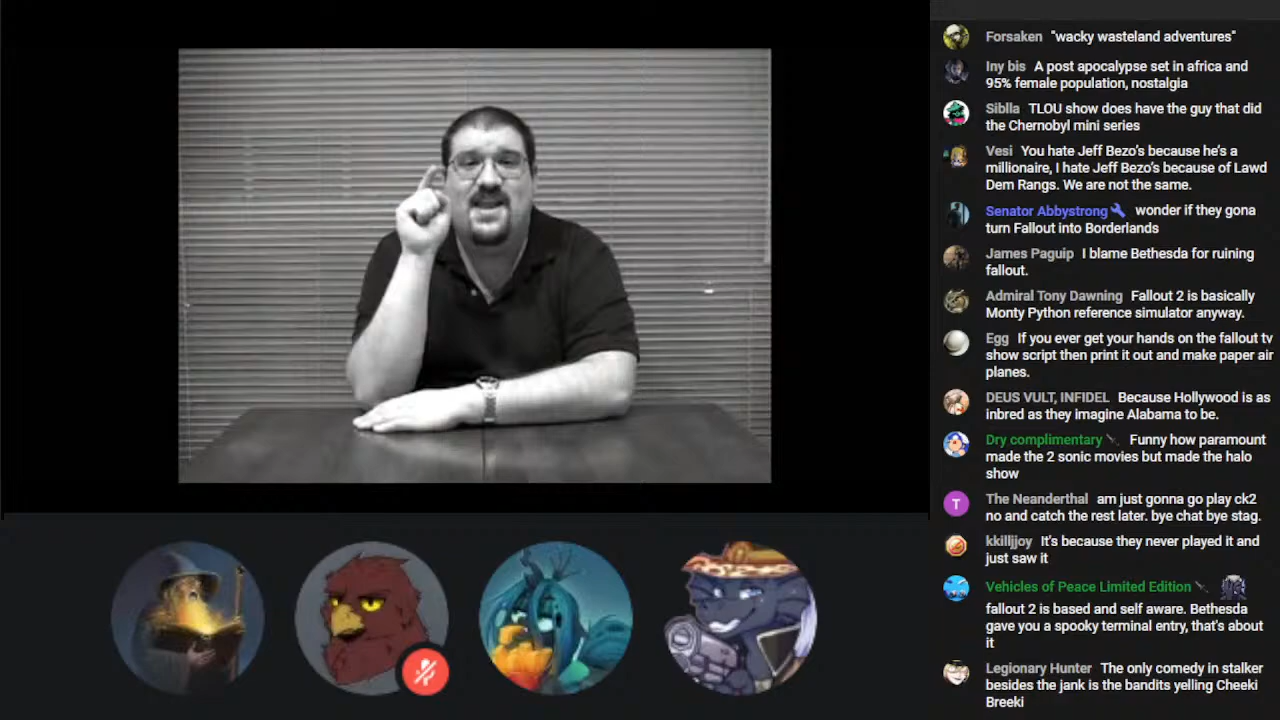 Forsaken "wacky wasteland adventures"
Iny bis A post apocalypse set in africa and
95% female population, nostalgia
Siblla TLOU show does have the guy that did
the Chernobyl mini series
Vesi You hate Jeff Bezo's because he's a
millionaire, I hate Jeff Bezo's because of Lawd
Dem Rangs. We are not the same.
Senator Abbystrong wonder if they gona
turn Fallout into Borderlands
James Paguip I blame Bethesda for ruining
fallout.
Admiral Tony Dawning Fallout 2 is basically
Monty Python reference simulator anyway.
Egg If you ever get your hands on the fallout tv
show script then print it out and make paper air
planes.
DEUS VULT, INFIDEL Because Hollywood is as
inbred as they imagine Alabama to be.
Dry complimentary Funny how paramount
made the 2 sonic movies but made the halo
show
T
The Neanderthal am just gonna go play ck2
no and catch the rest later. bye chat bye stag.
kkilljjoy It's because they never played it and
just saw it
Vehicles of Peace Limited Edition
fallout 2 is based and self aware. Bethesda
gave you a spooky terminal entry, that's about
it
Legionary Hunter The only comedy in stalker
besides the jank is the bandits yelling Cheeki
Breeki